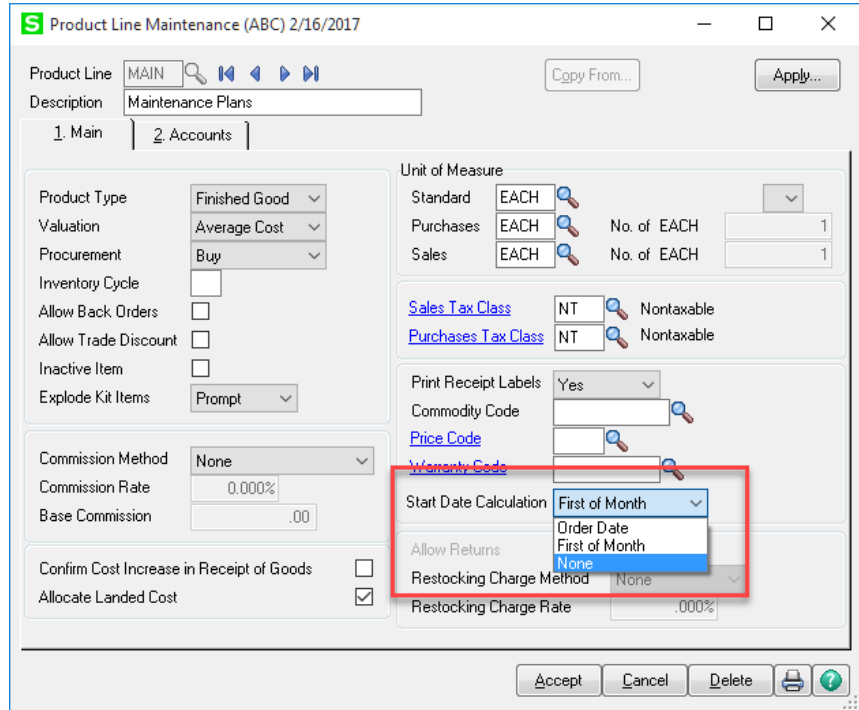 S Product Line Maintenance (ABC) 2/16/2017
Product Line MAIN Copy From... Apply...
Description Maintenance Plans
1. Main 2. Accounts
Product Type Finished Good
Valuation Average Cost
Procurement Buy
Inventory Cycle
Allow Back Orders
Allow Trade Discount
Inactive Item
Explode Kit Items Prompt
Commission Method None
Commission Rate 0.000%
Base Commission .00
Confirm Cost Increase in Receipt of Goods
Allocate Landed Cost
Unit of Measure
Standard EACH
Purchases EACH No. of EACH 1
Sales EACH No. of EACH 1
Sales Tax Class NT Nontaxable
Purchases Tax Class NT Nontaxable
Print Receipt Labels Yes
Commodity Code
Price Code
Warranty Code
Start Date Calculation First of Month
Order Date
First of Month
None
Allow Returns
Restocking Charge Method None
Restocking Charge Rate .000%
Accept Cancel Delete ?